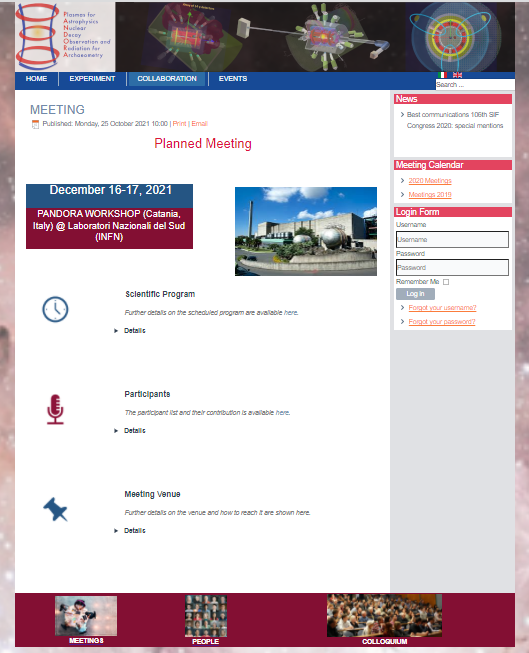 Plasmas for
Astrophysics
Nuclear
Decay
Observation and
Radiation for
Archaeometry
HOME
EXPERIMENT
COLLABORATION
EVENTS
Search ...
MEETING
Published: Monday, 25 October 2021 10:00 | Print | Email
Planned Meeting
December 16-17, 2021
PANDORA WORKSHOP (Catania,
Italy) @ Laboratori Nazionali del Sud
(INFN)
Scientific Program
Further details on the scheduled program are available here.
Details
Participants
The participant list and their contribution is available here.
Details
Meeting Venue
Further details on the venue and how to reach it are shown here.
Details
News
Best communications 106th SIF
Congress 2020: special mentions
Meeting Calendar
2020 Meetings
Meetings 2019
Login Form
Username
Username
Password
Password
Remember Me
Log in
Forgot your username?
Forgot your password?
MEETINGS
PEOPLE
COLLOQUIUM